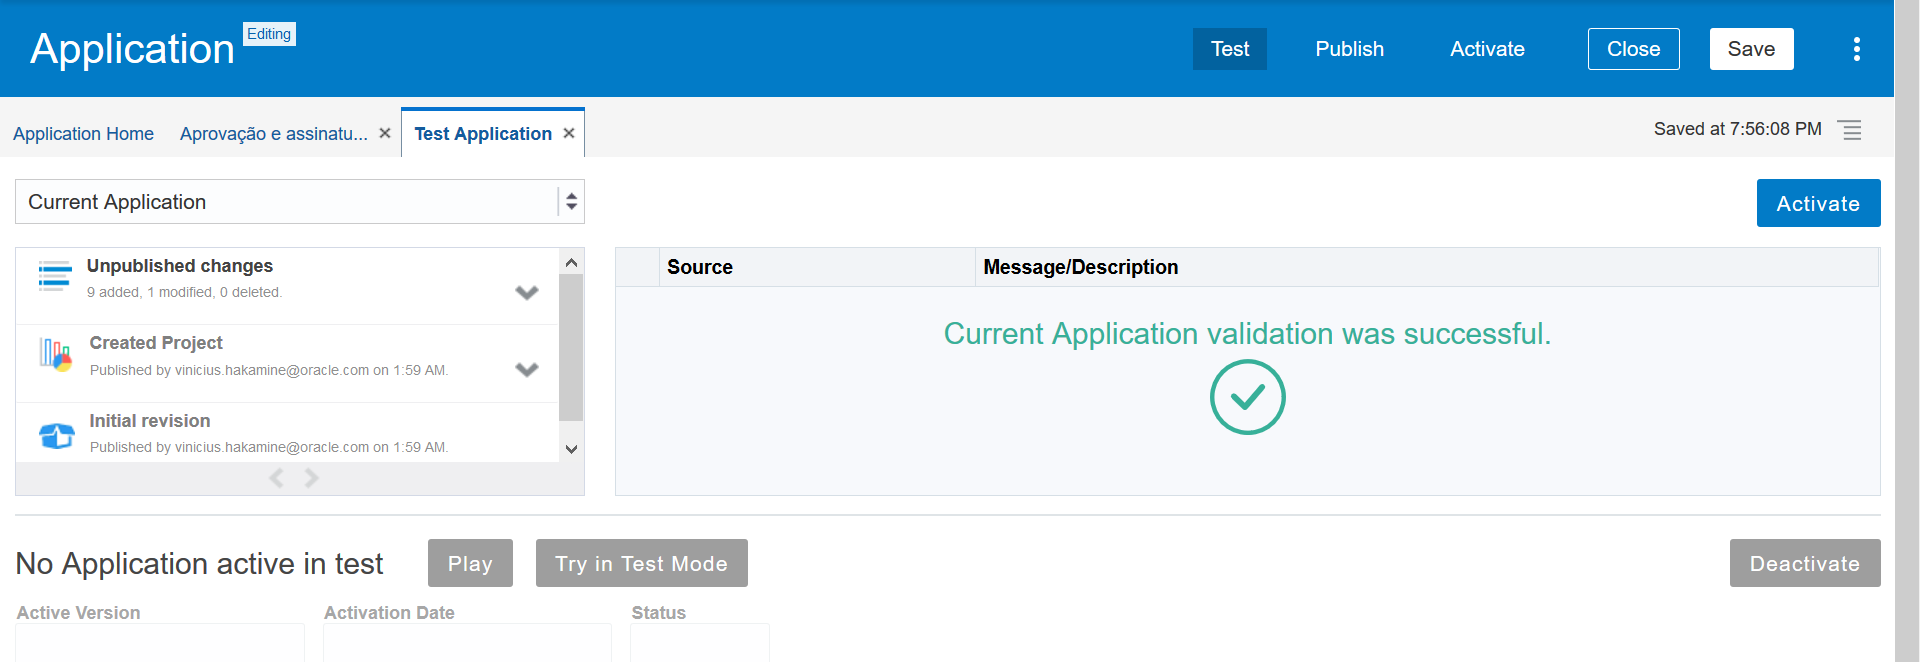 Application Editing Test Publish Activate Close Save
Application Home Aprovação e assinatu... Test Application Saved at 7:56:08 PM
Current Application Activate
Unpublished changes
9 added, 1 modified, 0 deleted.
Created Project
Published by vinicius.hakamine@oracle.com on 1:59 AM.
Initial revision
Published by vinicius.hakamine@oracle.com on 1:59 AM.
Source Message/Description
Current Application validation was successful.
No Application active in test Play Try in Test Mode Deactivate
Active Version Activation Date Status